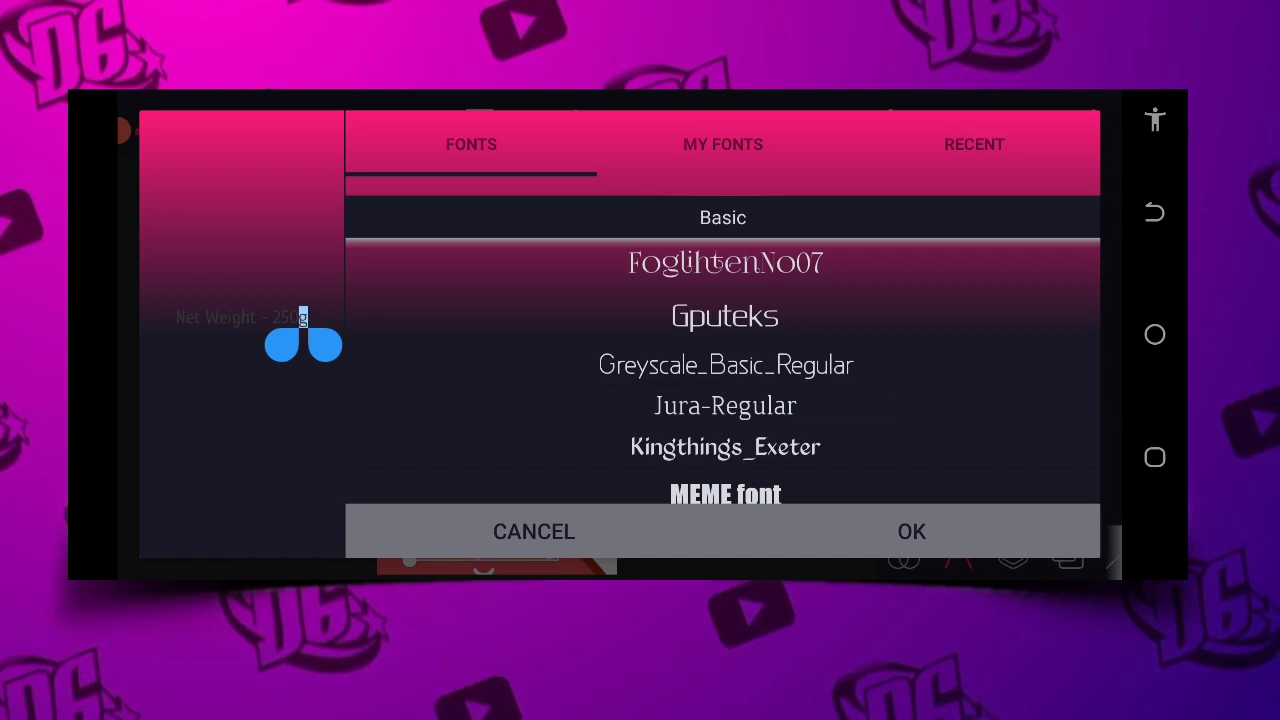 FONTS
MY FONTS
RECENT
Basic
FoglihtenNo07
Gputeks
Greyscale_Basic_Regular
Jura-Regular
Kingthings_Exeter
MEME font
Net Weight - 250g
CANCEL
OK